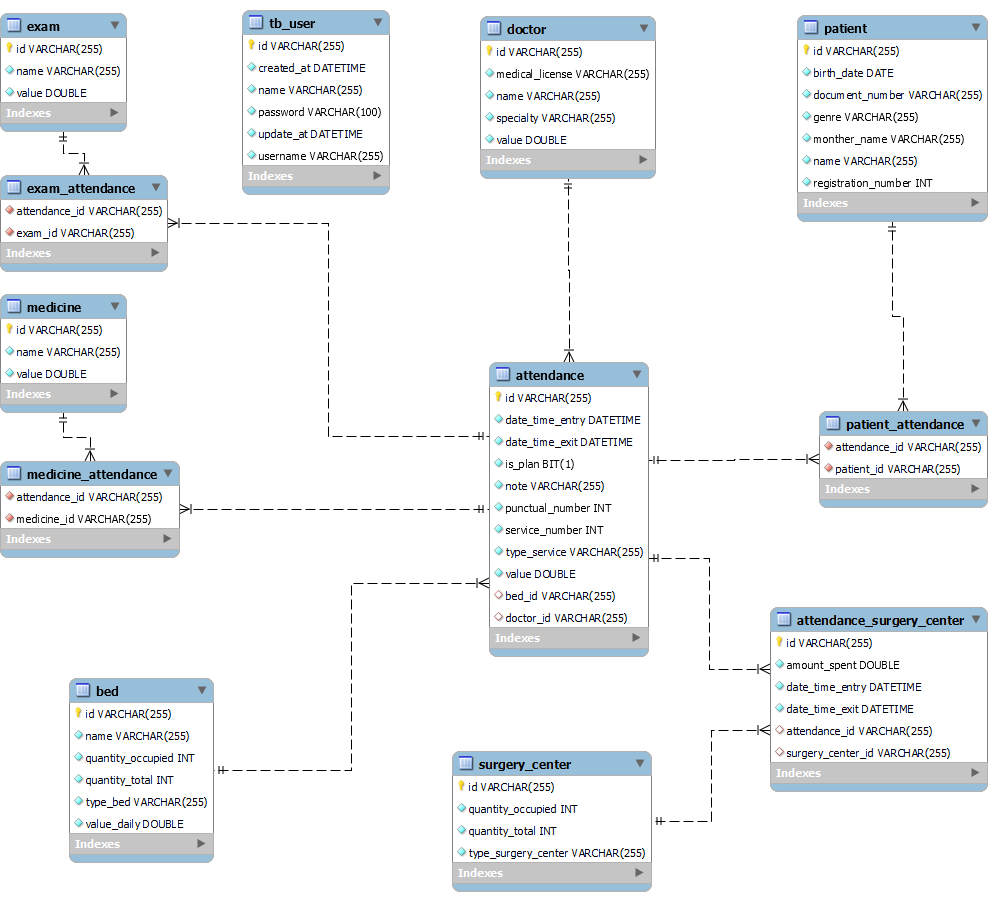 exam
id VARCHAR(255)
name VARCHAR(255)
value DOUBLE
Indexes
tb_user
id VARCHAR(255)
created_at DATETIME
name VARCHAR(255)
password VARCHAR(100)
update_at DATETIME
username VARCHAR(255)
Indexes
doctor
id VARCHAR(255)
medical_license VARCHAR(255)
name VARCHAR(255)
specialty VARCHAR(255)
value DOUBLE
Indexes
patient
id VARCHAR(255)
birth_date DATE
document_number VARCHAR(255)
genre VARCHAR(255)
monther_name VARCHAR(255)
name VARCHAR(255)
registration_number INT
Indexes
exam_attendance
attendance_id VARCHAR(255)
exam_id VARCHAR(255)
Indexes
medicine
id VARCHAR(255)
name VARCHAR(255)
value DOUBLE
Indexes
medicine_attendance
attendance_id VARCHAR(255)
medicine_id VARCHAR(255)
Indexes
attendance
id VARCHAR(255)
date_time_entry DATETIME
date_time_exit DATETIME
is_plan BIT(1)
note VARCHAR(255)
punctual_number INT
service_number INT
type_service VARCHAR(255)
value DOUBLE
bed_id VARCHAR(255)
doctor_id VARCHAR(255)
Indexes
patient_attendance
attendance_id VARCHAR(255)
patient_id VARCHAR(255)
Indexes
attendance_surgery_center
id VARCHAR(255)
amount_spent DOUBLE
date_time_entry DATETIME
date_time_exit DATETIME
attendance_id VARCHAR(255)
surgery_center_id VARCHAR(255)
Indexes
bed
id VARCHAR(255)
name VARCHAR(255)
quantity_occupied INT
quantity_total INT
type_bed VARCHAR(255)
value_daily DOUBLE
Indexes
surgery_center
id VARCHAR(255)
quantity_occupied INT
quantity_total INT
type_surgery_center VARCHAR(255)
Indexes